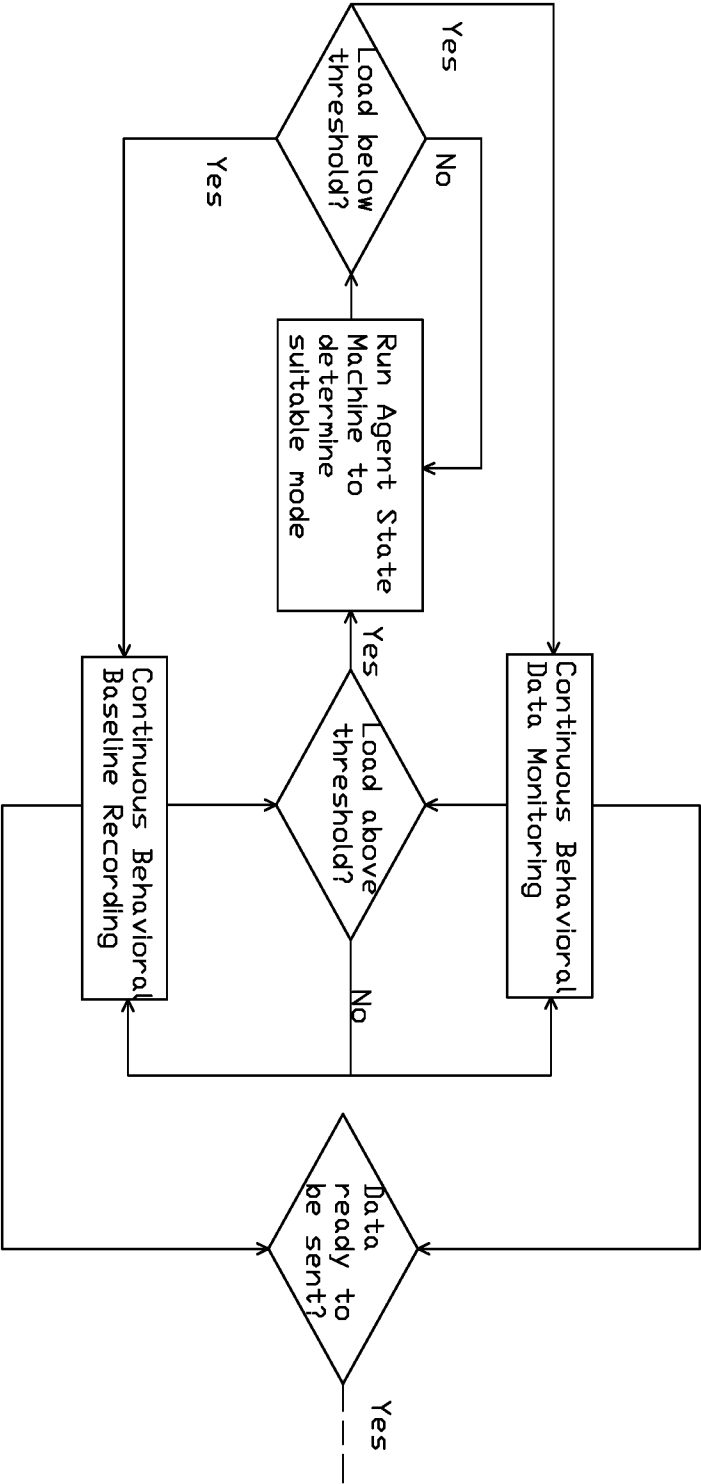 Yes
Load below
threshold?
No
Yes
Run Agent State
Machine to
determine
suitable mode
Yes
Load above
threshold?
No
Continuous Behavioral
Data Monitoring
Continuous Behavioral
Baseline Recording
Data
ready to
be sent?
Yes